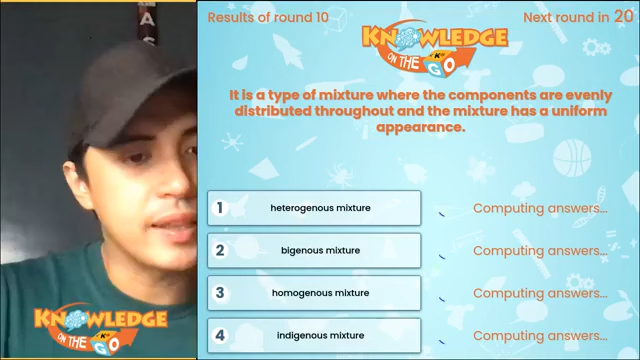 Results of round 10
Next round in 20
KNOWLEDGE
ON THE GO
It is a type of mixture where the components are evenly
distributed throughout and the mixture has a uniform
appearance.
1 heterogenous mixture Computing answers...
2 bigenous mixture Computing answers...
3 homogenous mixture Computing answers...
4 indigenous mixture Computing answers...
KNOWLEDGE
ON THE GO